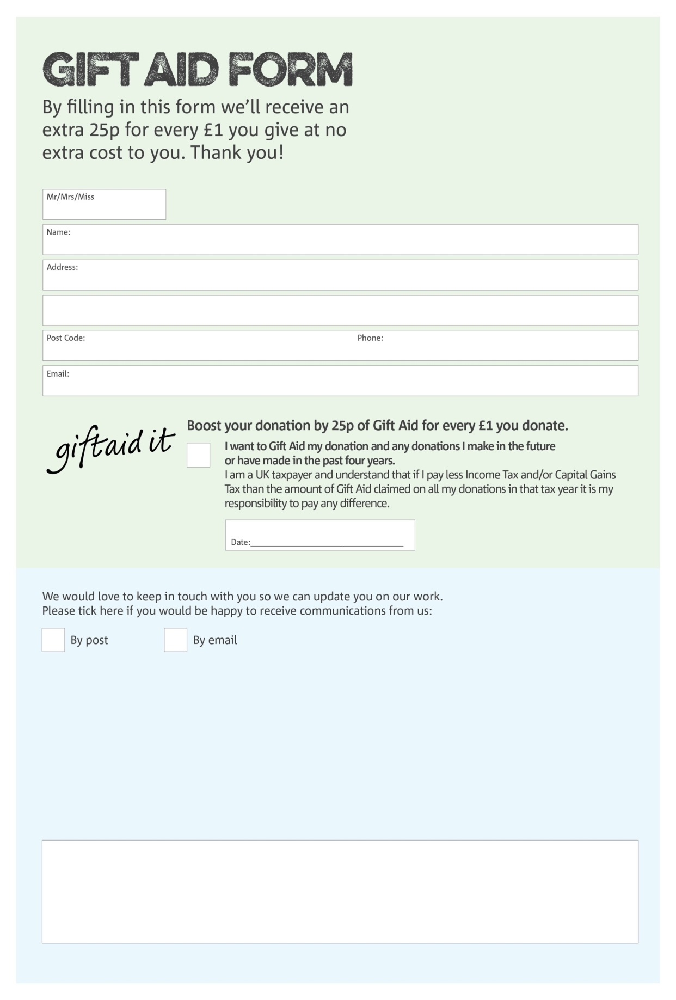 GIFT AID FORM
By filling in this form we’ll receive an
extra 25p for every £1 you give at no
extra cost to you. Thank you!
Mr/Mrs/Miss
Name:
Address:
Post Code: Phone:
Email:
giftaid it
Boost your donation by 25p of Gift Aid for every £1 you donate.
I want to Gift Aid my donation and any donations I make in the future
or have made in the past four years.
I am a UK taxpayer and understand that if I pay less Income Tax and/or Capital Gains
Tax than the amount of Gift Aid claimed on all my donations in that tax year it is my
responsibility to pay any difference.
Date:
We would love to keep in touch with you so we can update you on our work.
Please tick here if you would be happy to receive communications from us:
By post By email